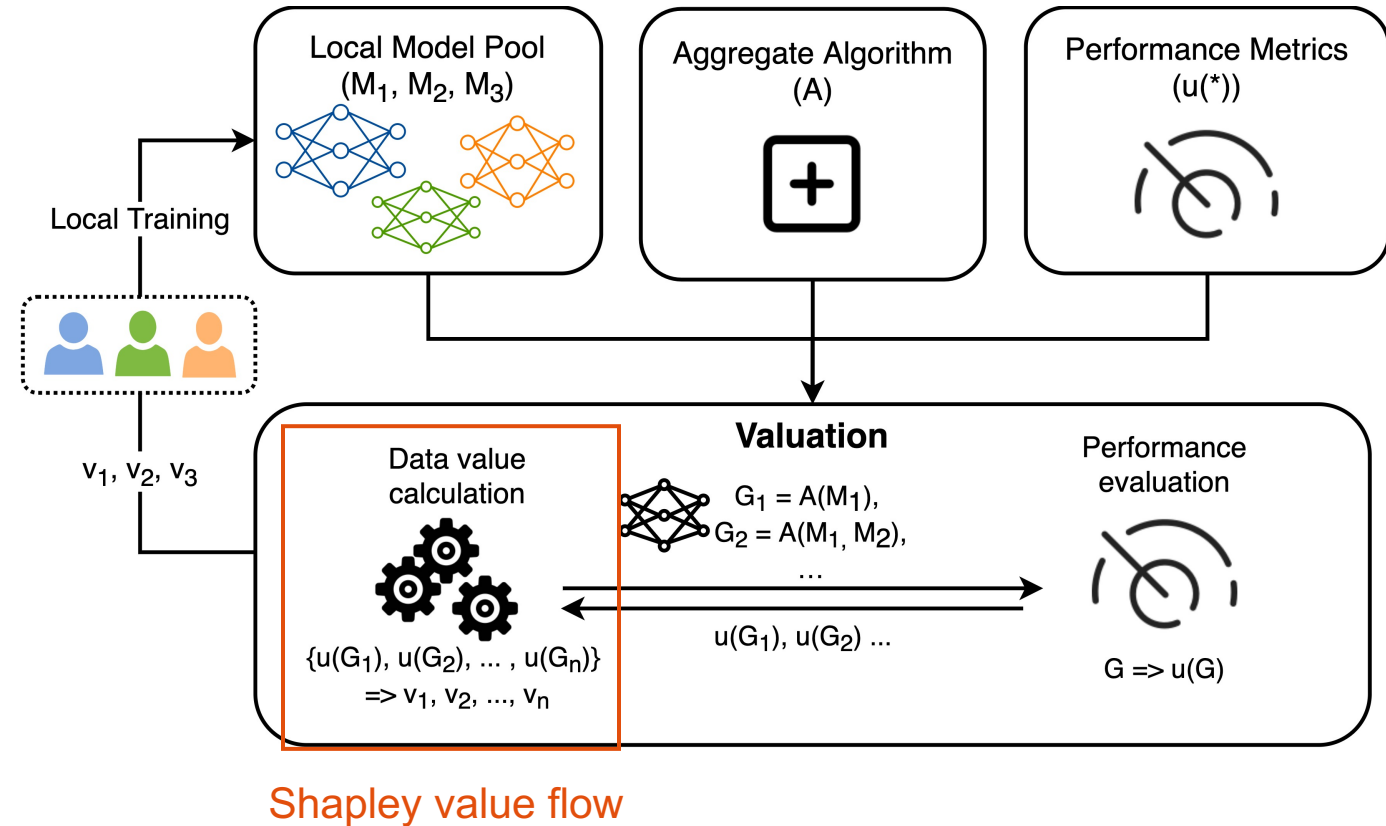 Local Model Pool
(M1, M2, M3)
Aggregate Algorithm
(A)
Performance Metrics
(u(*))
Local Training
v1, v2, v3
Valuation
Data value
calculation
{u(G1), u(G2), ... , u(Gn)}
=> v1, v2, ..., vn
G1 = A(M1),
G2 = A(M1, M2),
...
u(G1), u(G2) ...
Performance
evaluation
G => u(G)
Shapley value flow